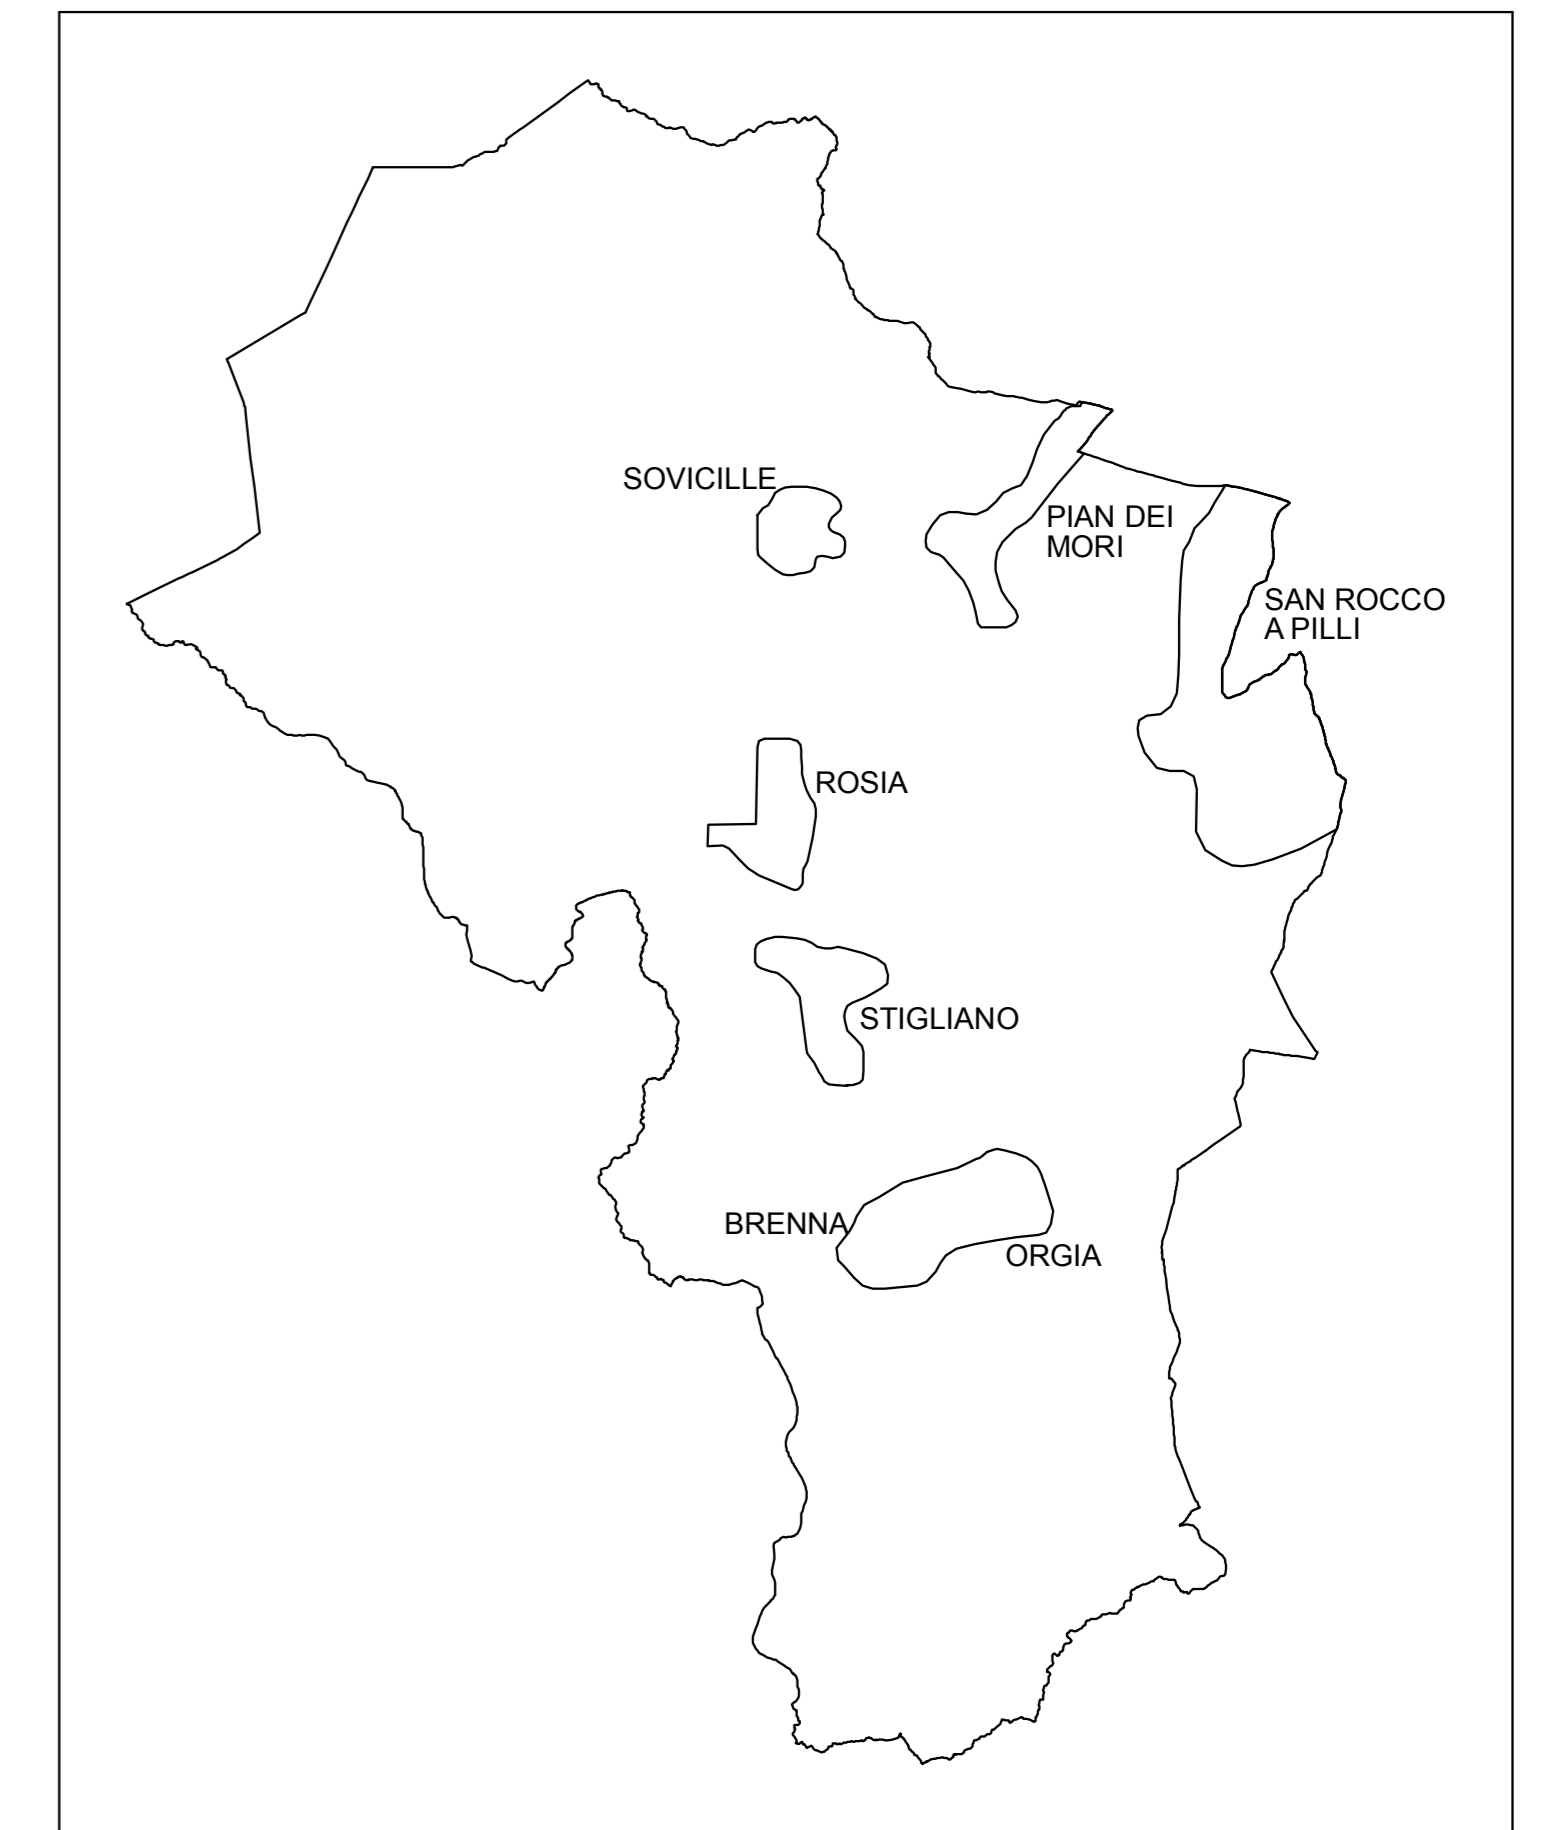 SOVICILLE
PIAN DEI
MORI
SAN ROCCO
A PILLI
ROSIA
STIGLIANO
BRENNA
ORGIA